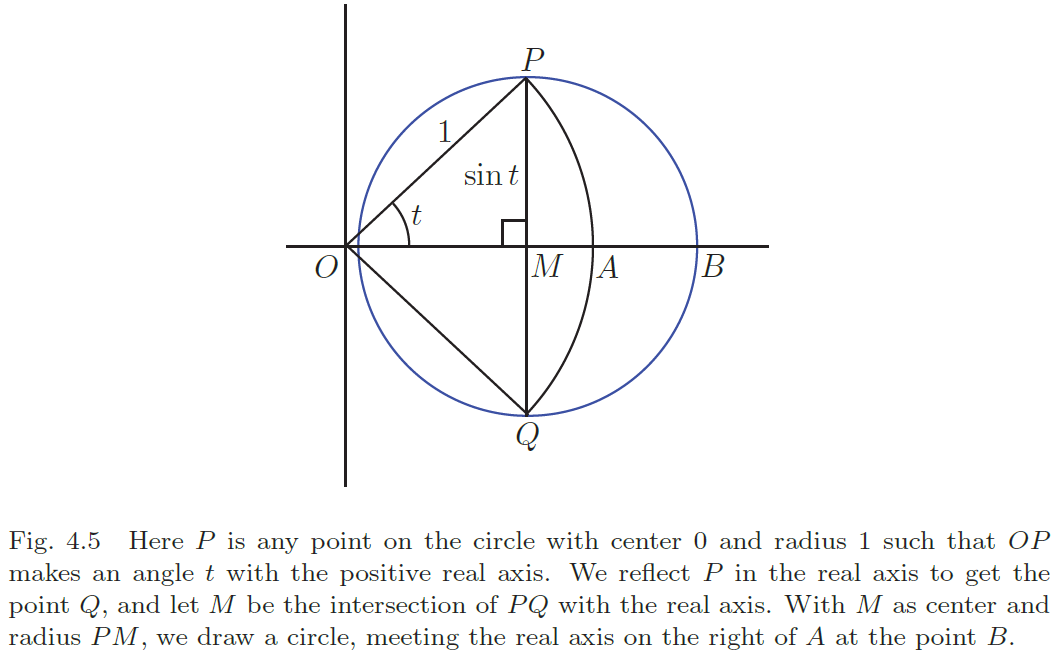 P
1
sin t
t
O
M
A
B
Q
Fig. 4.5 Here P is any point on the circle with center 0 and radius 1 such that OP
makes an angle t with the positive real axis. We reflect P in the real axis to get the
point Q, and let M be the intersection of PQ with the real axis. With M as center and
radius PM, we draw a circle, meeting the real axis on the right of A at the point B.